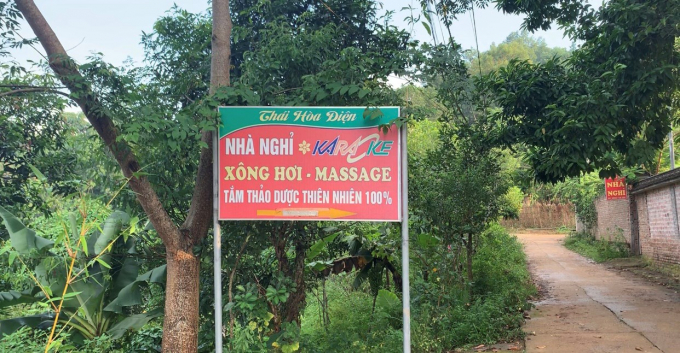 Thái Hòa Điện
NHÀ NGHỈ * KARAOKE
XÔNG HƠI - MASSAGE
TẮM THẢO DƯỢC THIÊN NHIÊN 100%
NHÀ
NGHỈ